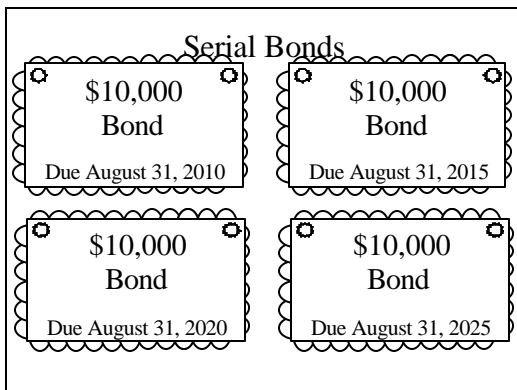 Serial Bonds
$10,000
Bond
Due August 31, 2010
$10,000
Bond
Due August 31, 2015
$10,000
Bond
Due August 31, 2020
$10,000
Bond
Due August 31, 2025